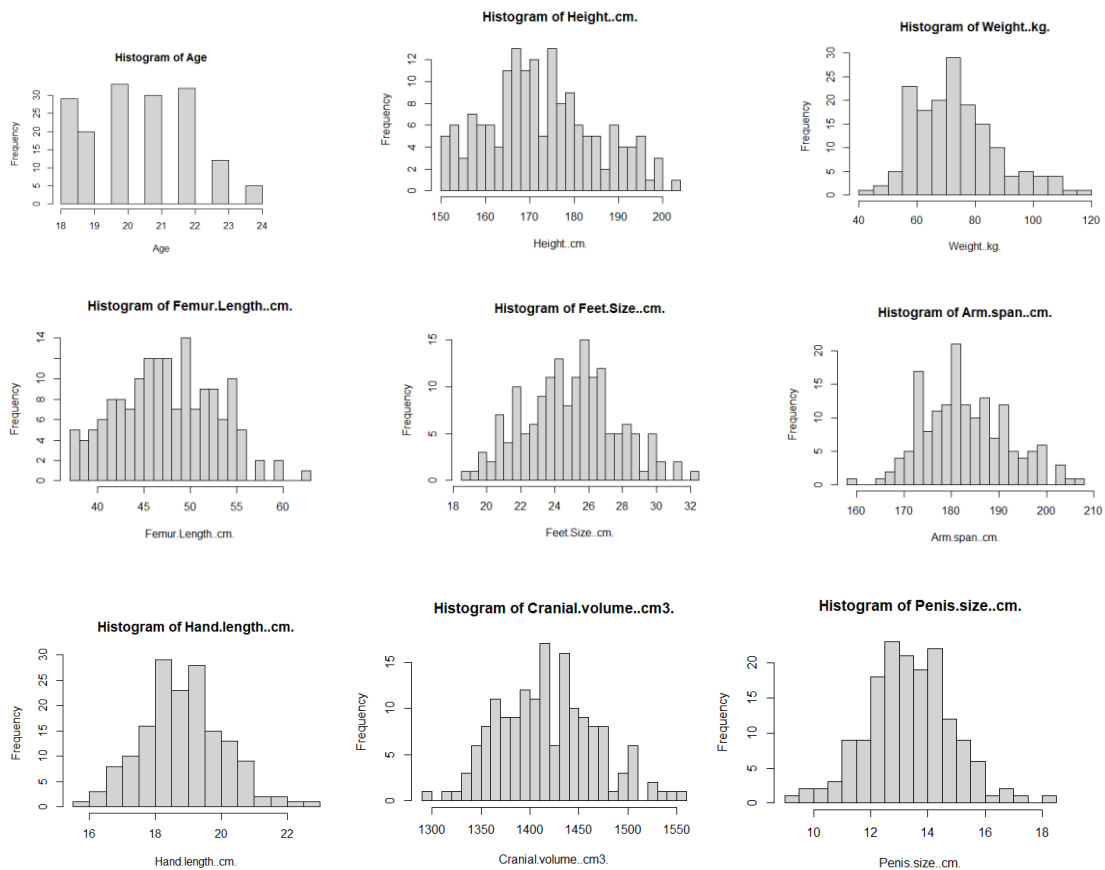 Histogram of Age
Frequency
0 5 10 15 20 25 30
18 19 20 21 22 23 24
Age
Histogram of Height..cm.
Frequency
0 2 4 6 8 10 12
150 160 170 180 190 200
Height..cm.
Histogram of Weight..kg.
Frequency
0 5 10 15 20 25 30
40 60 80 100 120
Weight..kg.
Histogram of Femur.Length..cm.
Frequency
0 2 4 6 8 10 14
40 45 50 55 60
Femur.Length..cm.
Histogram of Feet.Size..cm.
Frequency
0 5 10 15
18 20 22 24 26 28 30 32
Feet.Size..cm.
Histogram of Arm.span..cm.
Frequency
0 5 10 15 20
160 170 180 190 200 210
Arm.span..cm.
Histogram of Hand.length..cm.
Frequency
0 5 10 15 20 25 30
16 18 20 22
Hand.length..cm.
Histogram of Cranial.volume..cm3.
Frequency
0 5 10 15
1300 1350 1400 1450 1500 1550
Cranial.volume..cm3.
Histogram of Penis.size..cm.
Frequency
0 5 10 15 20
10 12 14 16 18
Penis.size..cm.